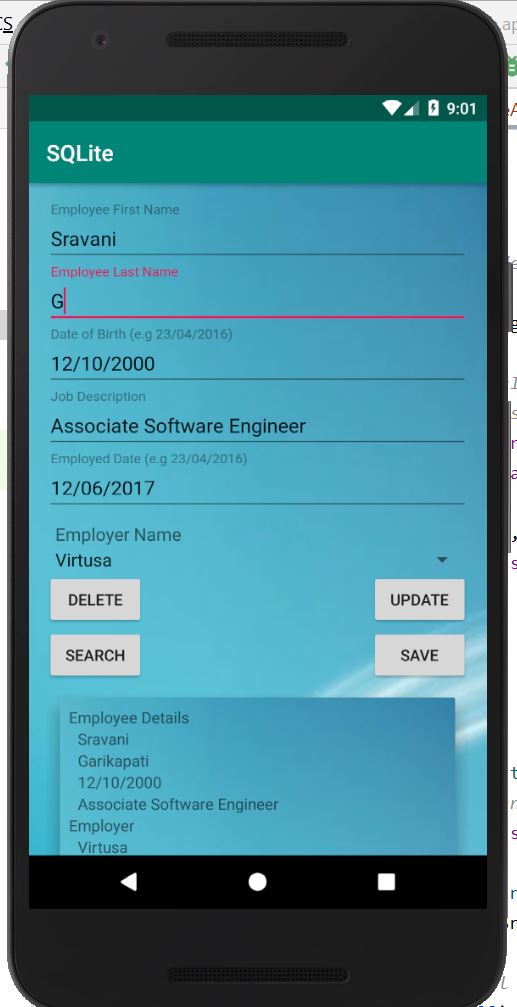 9:01
SQLite
Employee First Name
Sravani
Employee Last Name
G
Date of Birth (e.g 23/04/2016)
12/10/2000
Job Description
Associate Software Engineer
Employed Date (e.g 23/04/2016)
12/06/2017
Employer Name
Virtusa
DELETE UPDATE
SEARCH SAVE
Employee Details
Sravani
Garikapati
12/10/2000
Associate Software Engineer
Employer
Virtusa